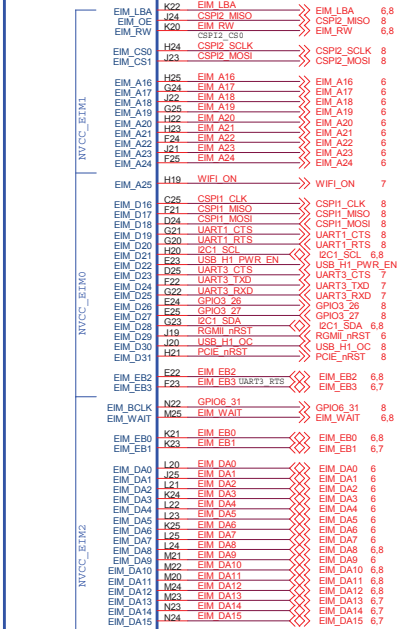 EIM_LBA K22 EIM_LBA EIM_LBA 6,8
EIM_OE J24 CSPI2_MISO CSPI2_MISO 8
EIM_RW K20 EIM_RW EIM_RW 6,8
CSPI2_CS0
EIM_CS0 H24 CSPI2_SCLK CSPI2_SCLK 8
EIM_CS1 J23 CSPI2_MOSI CSPI2_MOSI 8
NVCC_EIM1
EIM_A16 H25 EIM_A16 EIM_A16 6
EIM_A17 G24 EIM_A17 EIM_A17 6
EIM_A18 J22 EIM_A18 EIM_A18 6
EIM_A19 G25 EIM_A19 EIM_A19 6
EIM_A20 H22 EIM_A20 EIM_A20 6
EIM_A21 H23 EIM_A21 EIM_A21 6
EIM_A22 F24 EIM_A22 EIM_A22 6
EIM_A23 J21 EIM_A23 EIM_A23 6
EIM_A24 F25 EIM_A24 EIM_A24 6
EIM_A25 H19 WIFI_ON WIFI_ON 7
NVCC_EIM0
EIM_D16 C25 CSPI1_CLK CSPI1_CLK 8
EIM_D17 F21 CSPI1_MISO CSPI1_MISO 8
EIM_D18 D24 CSPI1_MOSI CSPI1_MOSI 8
EIM_D19 G21 UART1_CTS UART1_CTS 8
EIM_D20 G20 UART1_RTS UART1_RTS 8
EIM_D21 H20 I2C1_SCL I2C1_SCL 6,8
EIM_D22 E23 USB_H1_PWR_EN USB_H1_PWR_EN
EIM_D23 D25 UART3_CTS UART3_CTS 7
EIM_D24 F22 UART3_TXD UART3_TXD 7
EIM_D25 G22 UART3_RXD UART3_RXD 7
EIM_D26 E24 GPIO3_26 GPIO3_26 8
EIM_D27 E25 GPIO3_27 GPIO3_27 8
EIM_D28 G23 I2C1_SDA I2C1_SDA 6,8
EIM_D29 J19 RGMII_nRST RGMII_nRST 6
EIM_D30 J20 USB_H1_OC USB_H1_OC 8
EIM_D31 H21 PCIE_nRST PCIE_nRST 8
EIM_EB2 E22 EIM_EB2 EIM_EB2 6,8
EIM_EB3 F23 EIM_EB3 UART3_RTS EIM_EB3 6,7
EIM_BCLK N22 GPIO6_31 GPIO6_31 8
EIM_WAIT M25 EIM_WAIT EIM_WAIT 6,8
EIM_EB0 K21 EIM_EB0 EIM_EB0 6,8
EIM_EB1 K23 EIM_EB1 EIM_EB1 6,7
NVCC_EIM2
EIM_DA0 L20 EIM_DA0 EIM_DA0 6
EIM_DA1 J25 EIM_DA1 EIM_DA1 6
EIM_DA2 L21 EIM_DA2 EIM_DA2 6
EIM_DA3 K24 EIM_DA3 EIM_DA3 6
EIM_DA4 L22 EIM_DA4 EIM_DA4 6
EIM_DA5 L23 EIM_DA5 EIM_DA5 6
EIM_DA6 K25 EIM_DA6 EIM_DA6 6
EIM_DA7 L25 EIM_DA7 EIM_DA7 6
EIM_DA8 L24 EIM_DA8 EIM_DA8 6,8
EIM_DA9 M21 EIM_DA9 EIM_DA9 6
EIM_DA10 M22 EIM_DA10 EIM_DA10 6,8
EIM_DA11 M20 EIM_DA11 EIM_DA11 6,8
EIM_DA12 M24 EIM_DA12 EIM_DA12 6,8
EIM_DA13 M23 EIM_DA13 EIM_DA13 6,7
EIM_DA14 N23 EIM_DA14 EIM_DA14 6,7
EIM_DA15 N24 EIM_DA15 EIM_DA15 6,7